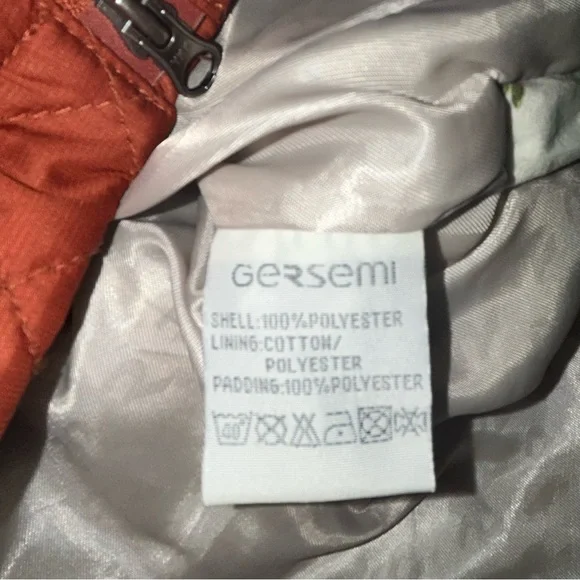 GERSEMI
SHELL:100%POLYESTER
LINING:COTTON/
POLYESTER
PADDING:100%POLYESTER
40